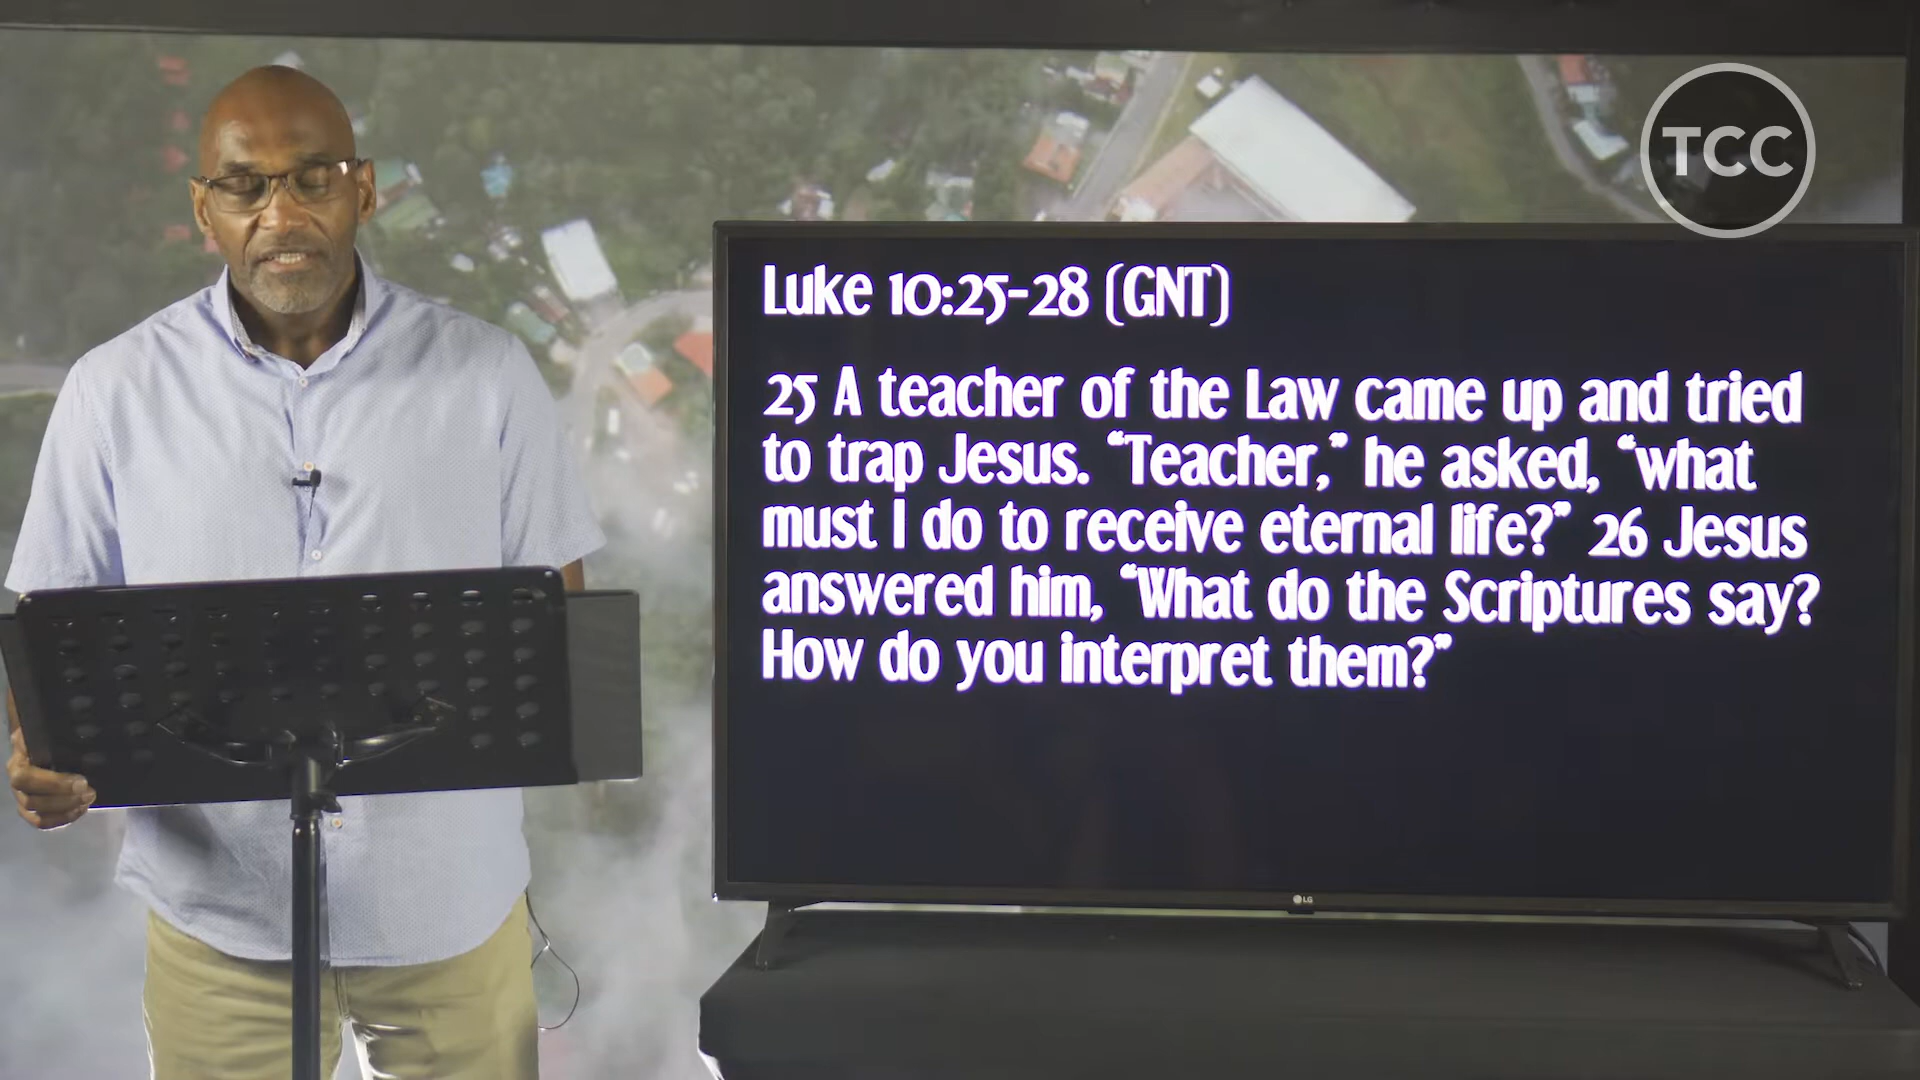 TCC
Luke 10:25-28 (GNT)
25 A teacher of the Law came up and tried
to trap Jesus. “Teacher,” he asked, “what
must I do to receive eternal life?” 26 Jesus
answered him, “What do the Scriptures say?
How do you interpret them?”
LG